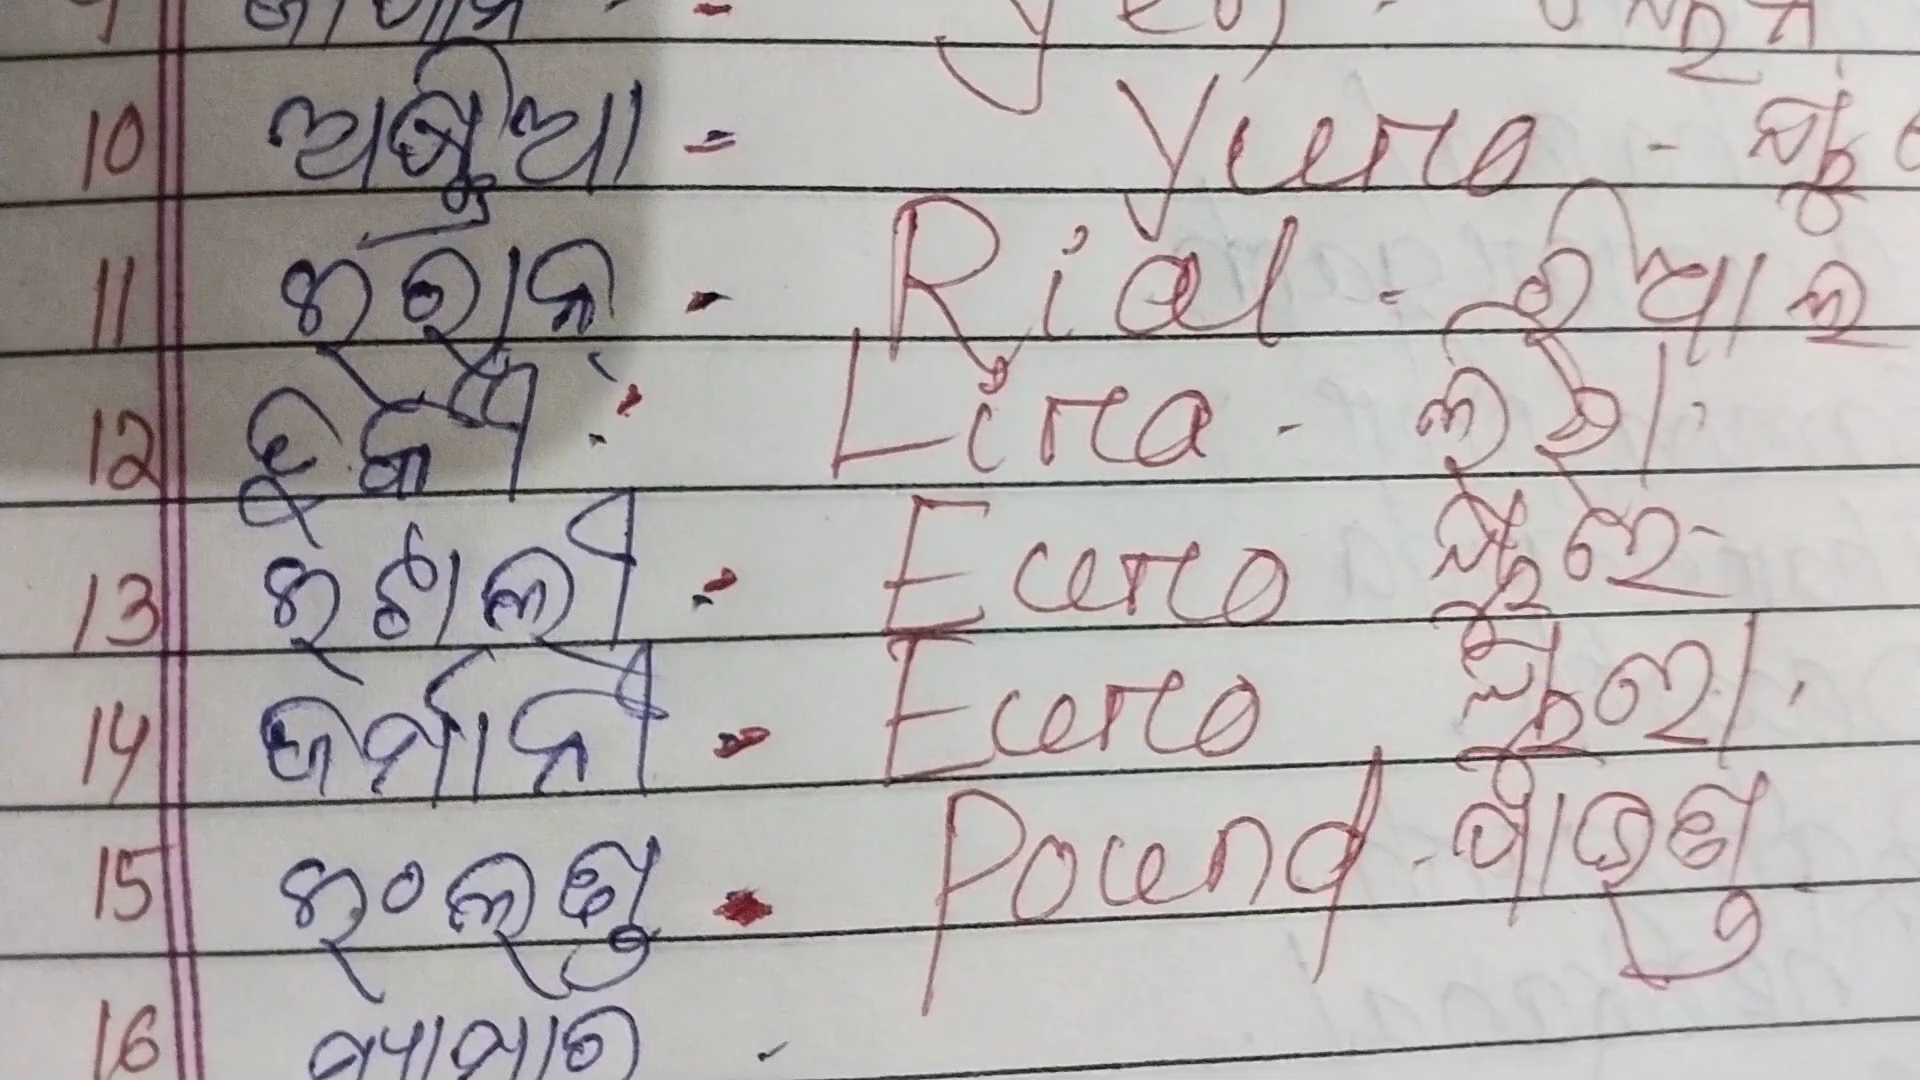 10 ଅଷ୍ଟ୍ରିଆ = Yuro -
11 ଇରାନ - Rial - ରିଆଲ
12 ତୁର୍କୀ : Lira - ଲିରା
13 ଇଟାଲୀ - Euro ୟୁରୋ
14 ଜର୍ମାନୀ - Euro ୟୁରୋ
15 ଇଂଲଣ୍ଡ - Pound - ପାଉଣ୍ଡ
16